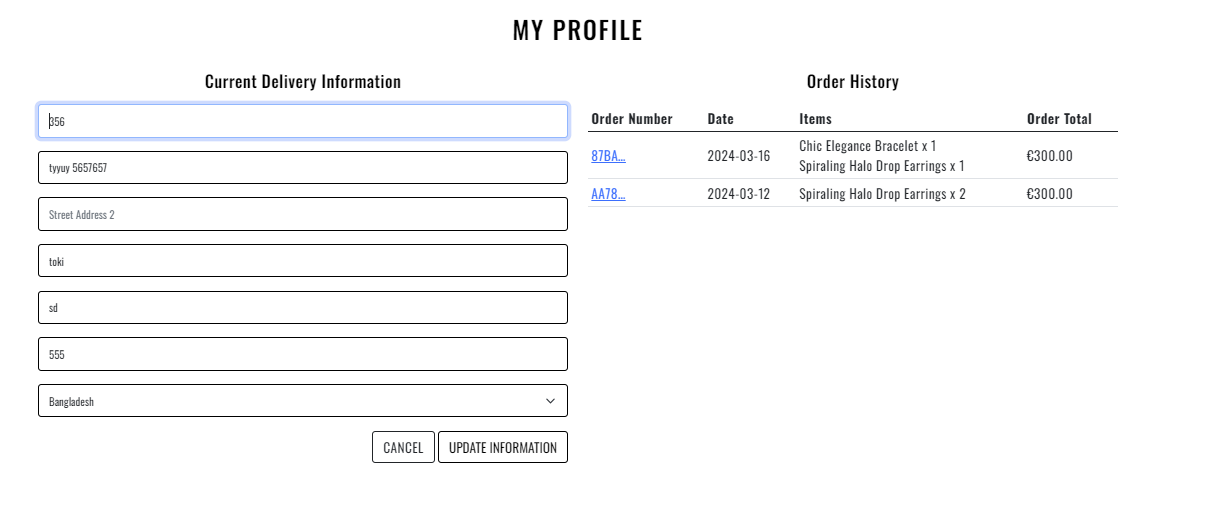 MY PROFILE
Current Delivery Information
356
tyyuy 5657657
Street Address 2
toki
sd
555
Bangladesh
CANCEL UPDATE INFORMATION
Order History
Order Number Date Items Order Total
87BA... 2024-03-16 Chic Elegance Bracelet x 1
Spiraling Halo Drop Earrings x 1 €300.00
AA78... 2024-03-12 Spiraling Halo Drop Earrings x 2 €300.00